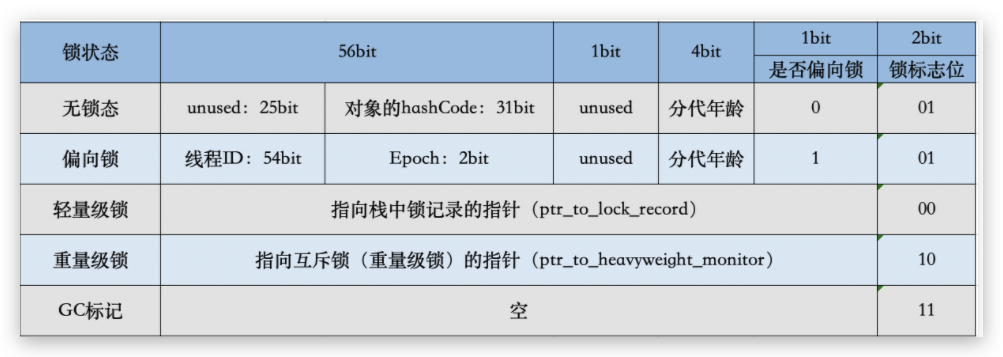 锁状态 56bit 1bit 4bit 1bit 2bit
是否偏向锁 锁标志位
无锁态 unused：25bit 对象的hashCode：31bit unused 分代年龄 0 01
偏向锁 线程ID：54bit Epoch：2bit unused 分代年龄 1 01
轻量级锁 指向栈中锁记录的指针（ptr_to_lock_record） 00
重量级锁 指向互斥锁（重量级锁）的指针（ptr_to_heavyweight_monitor） 10
GC标记 空 11